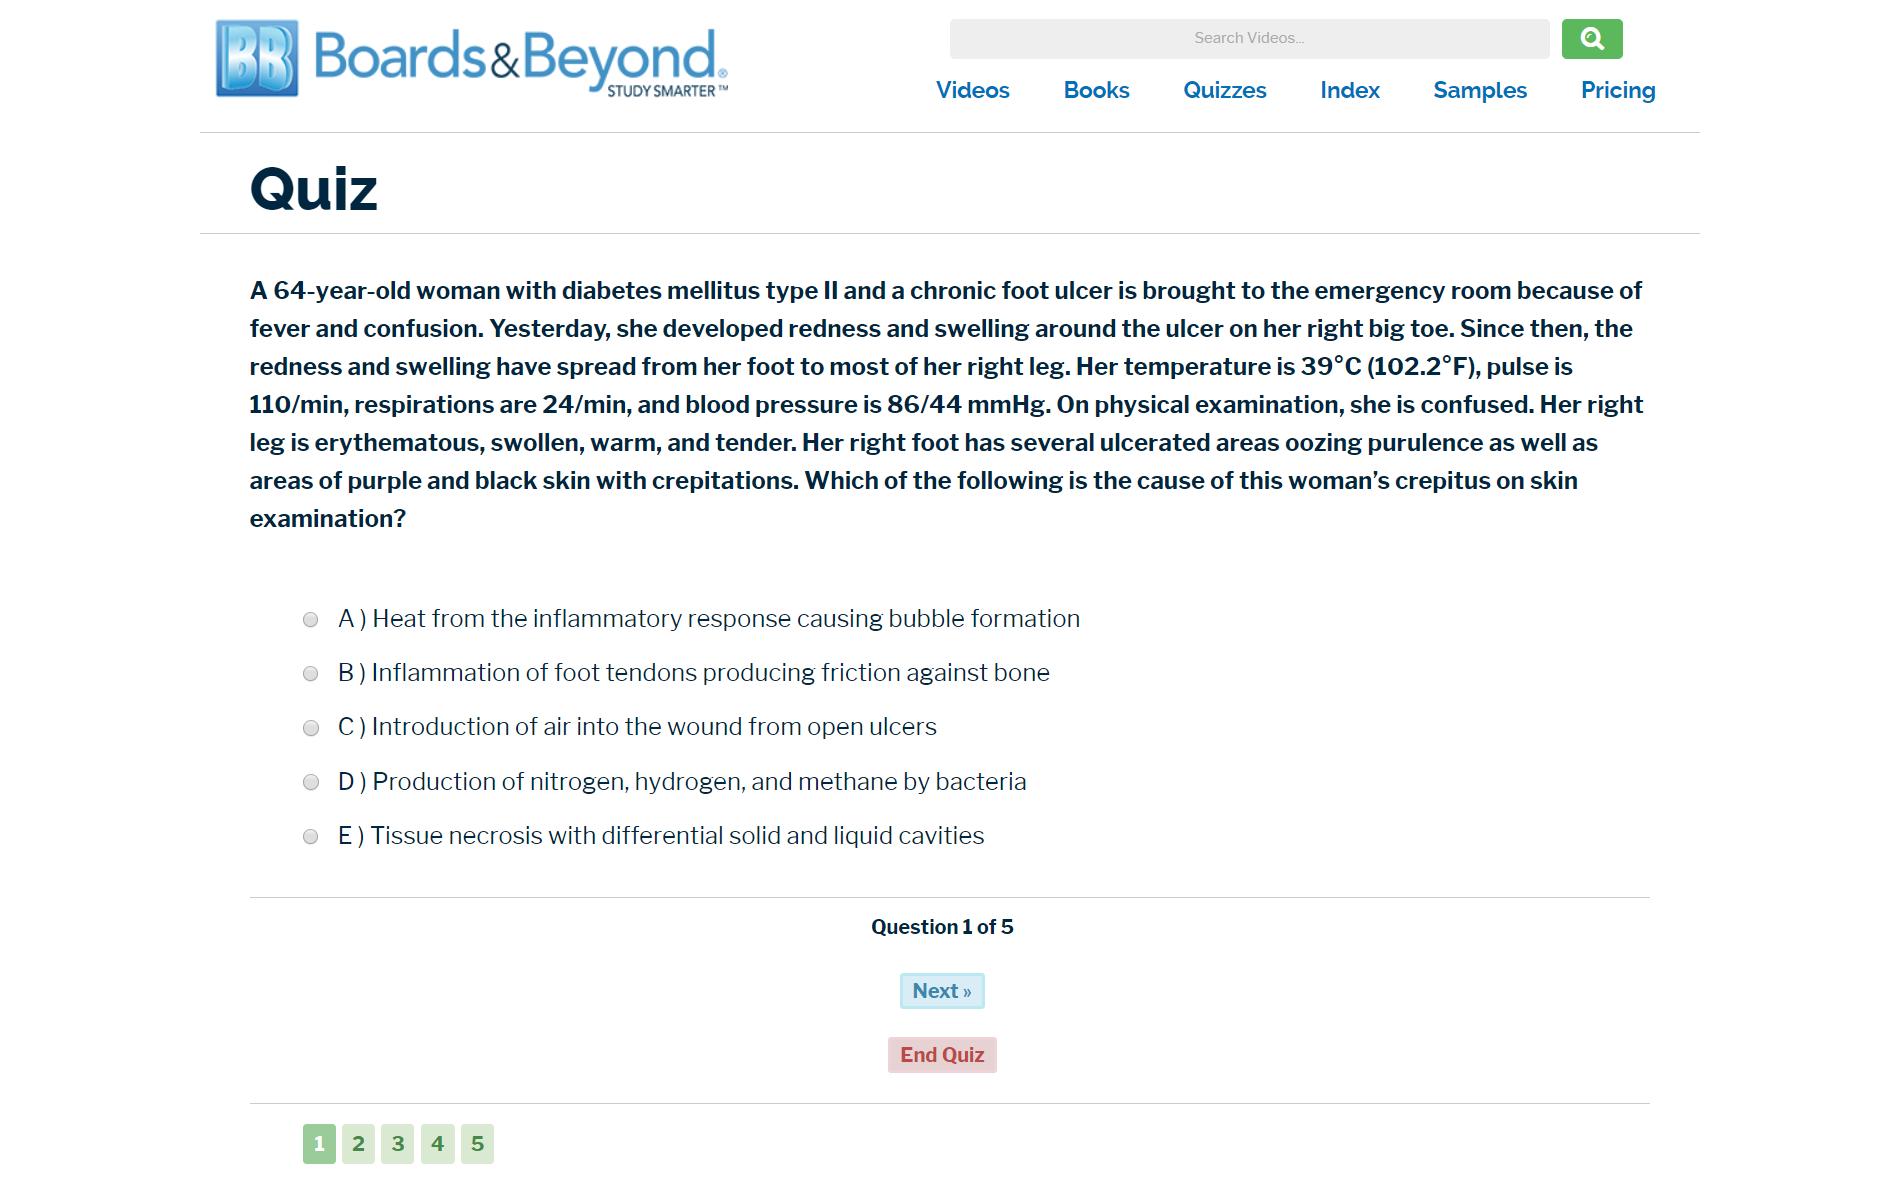 BB Boards&Beyond®
STUDY SMARTER™
Search Videos...
Videos Books Quizzes Index Samples Pricing
Quiz
A 64-year-old woman with diabetes mellitus type II and a chronic foot ulcer is brought to the emergency room because of
fever and confusion. Yesterday, she developed redness and swelling around the ulcer on her right big toe. Since then, the
redness and swelling have spread from her foot to most of her right leg. Her temperature is 39°C (102.2°F), pulse is
110/min, respirations are 24/min, and blood pressure is 86/44 mmHg. On physical examination, she is confused. Her right
leg is erythematous, swollen, warm, and tender. Her right foot has several ulcerated areas oozing purulence as well as
areas of purple and black skin with crepitations. Which of the following is the cause of this woman’s crepitus on skin
examination?
A ) Heat from the inflammatory response causing bubble formation
B ) Inflammation of foot tendons producing friction against bone
C ) Introduction of air into the wound from open ulcers
D ) Production of nitrogen, hydrogen, and methane by bacteria
E ) Tissue necrosis with differential solid and liquid cavities
Question 1 of 5
Next »
End Quiz
1 2 3 4 5